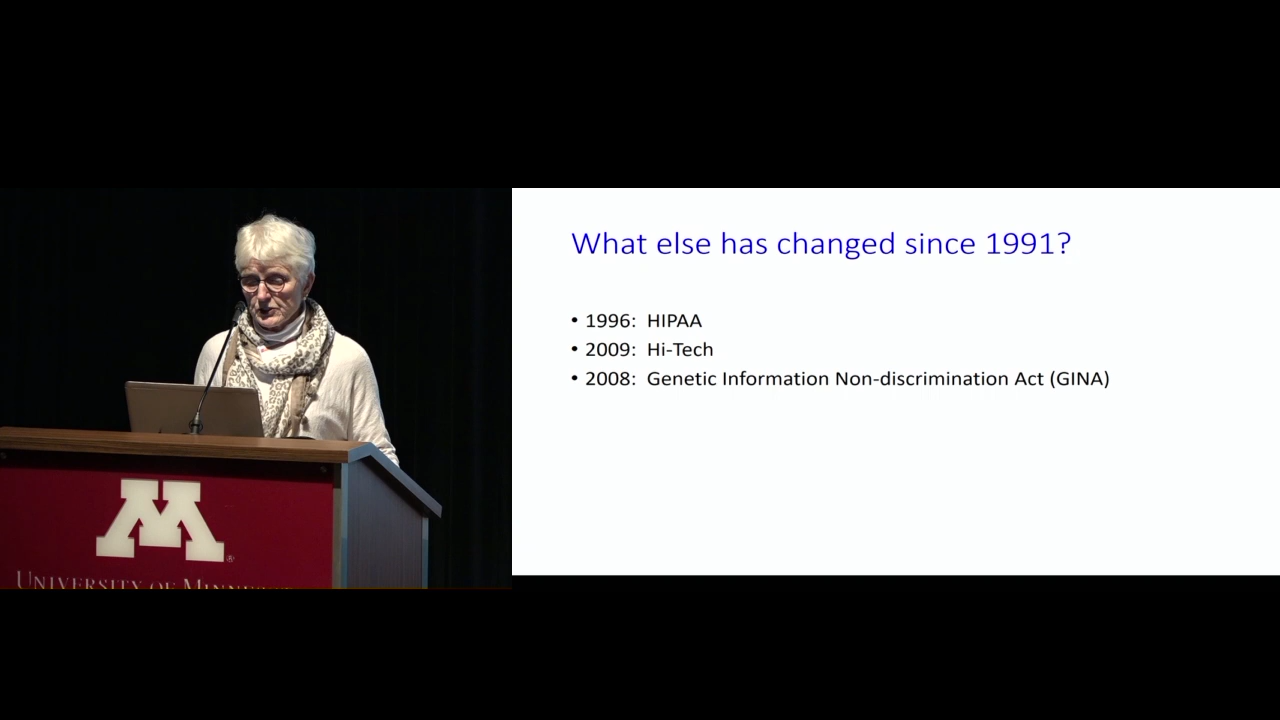 What else has changed since 1991?
• 1996: HIPAA
• 2009: Hi-Tech
• 2008: Genetic Information Non-discrimination Act (GINA)
M
UNIVERSITY OF